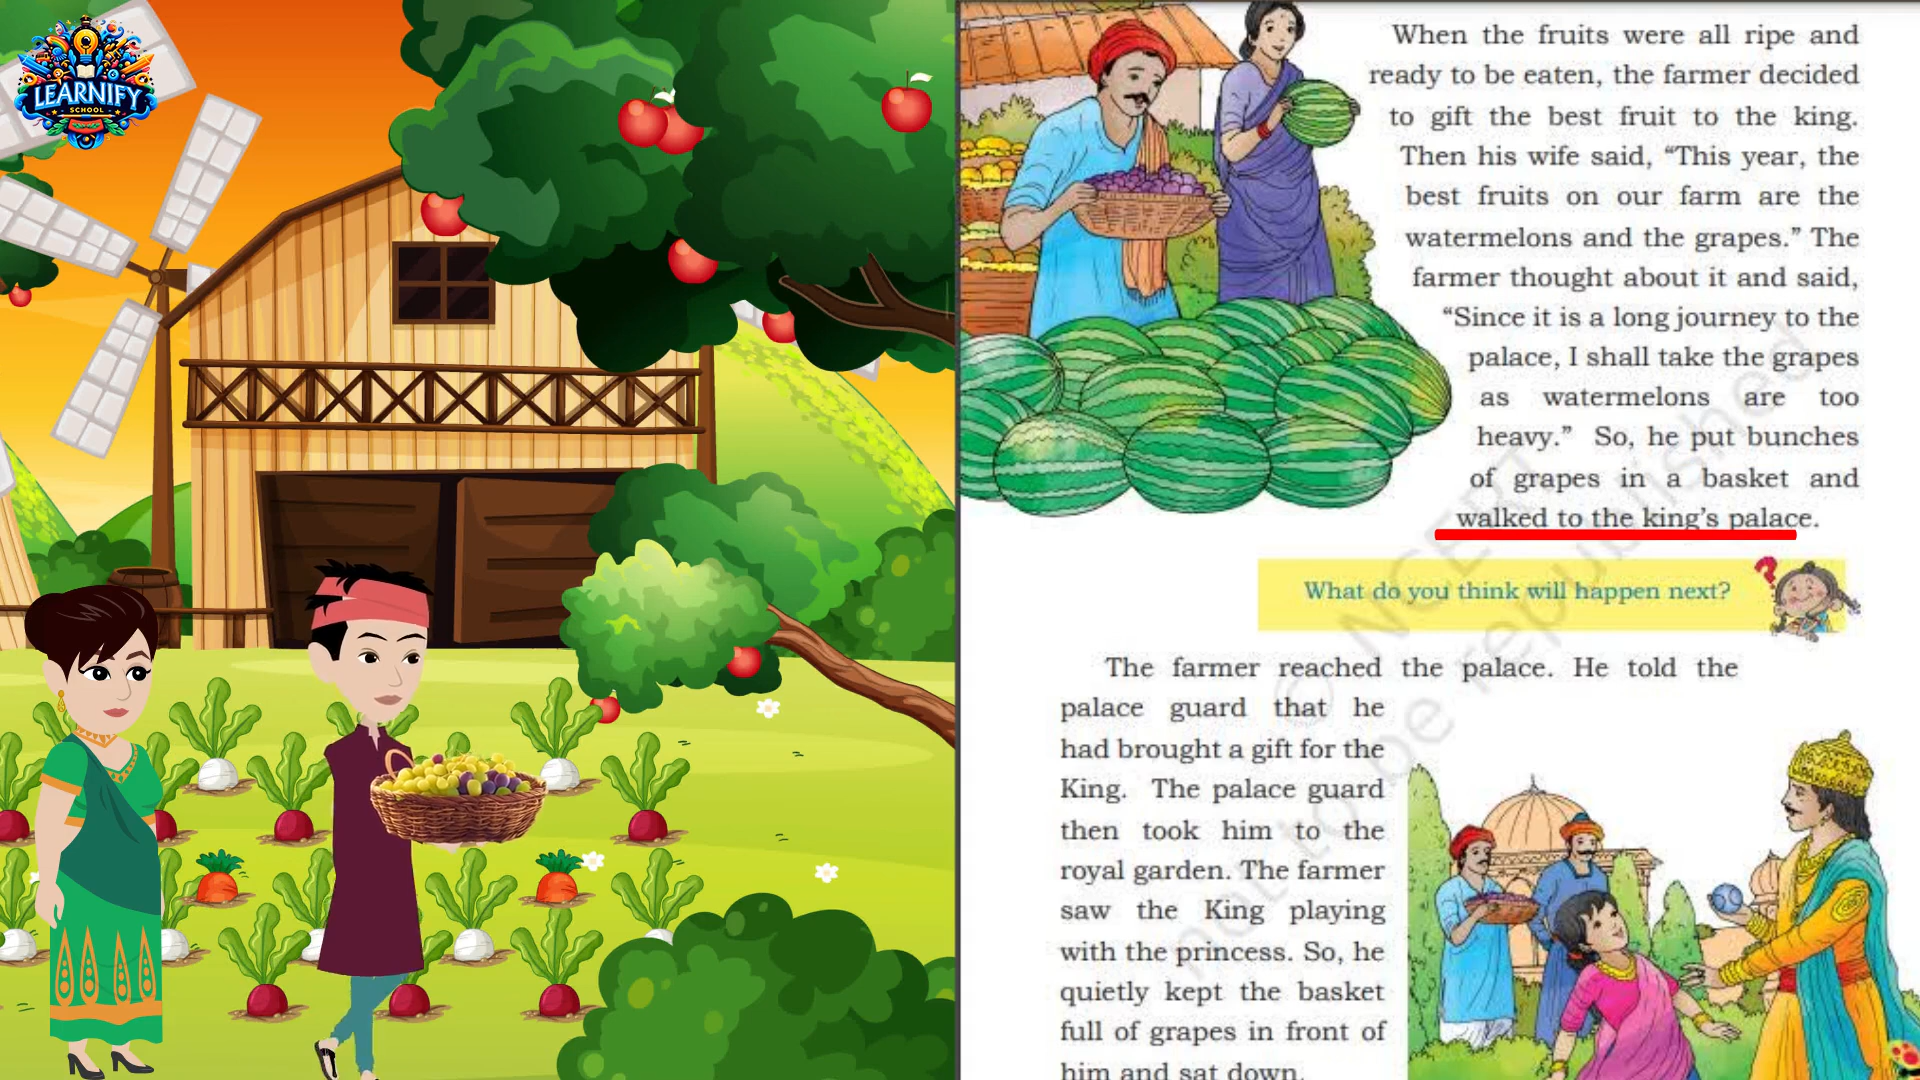 LEARNIFY
SCHOOL
When the fruits were all ripe and
ready to be eaten, the farmer decided
to gift the best fruit to the king.
Then his wife said, “This year, the
best fruits on our farm are the
watermelons and the grapes.” The
farmer thought about it and said,
“Since it is a long journey to the
palace, I shall take the grapes
as watermelons are too
heavy.” So, he put bunches
of grapes in a basket and
walked to the king’s palace.
What do you think will happen next?
The farmer reached the palace. He told the
palace guard that he
had brought a gift for the
King. The palace guard
then took him to the
royal garden. The farmer
saw the King playing
with the princess. So, he
quietly kept the basket
full of grapes in front of
him and sat down.
© NCERT
not to be republished